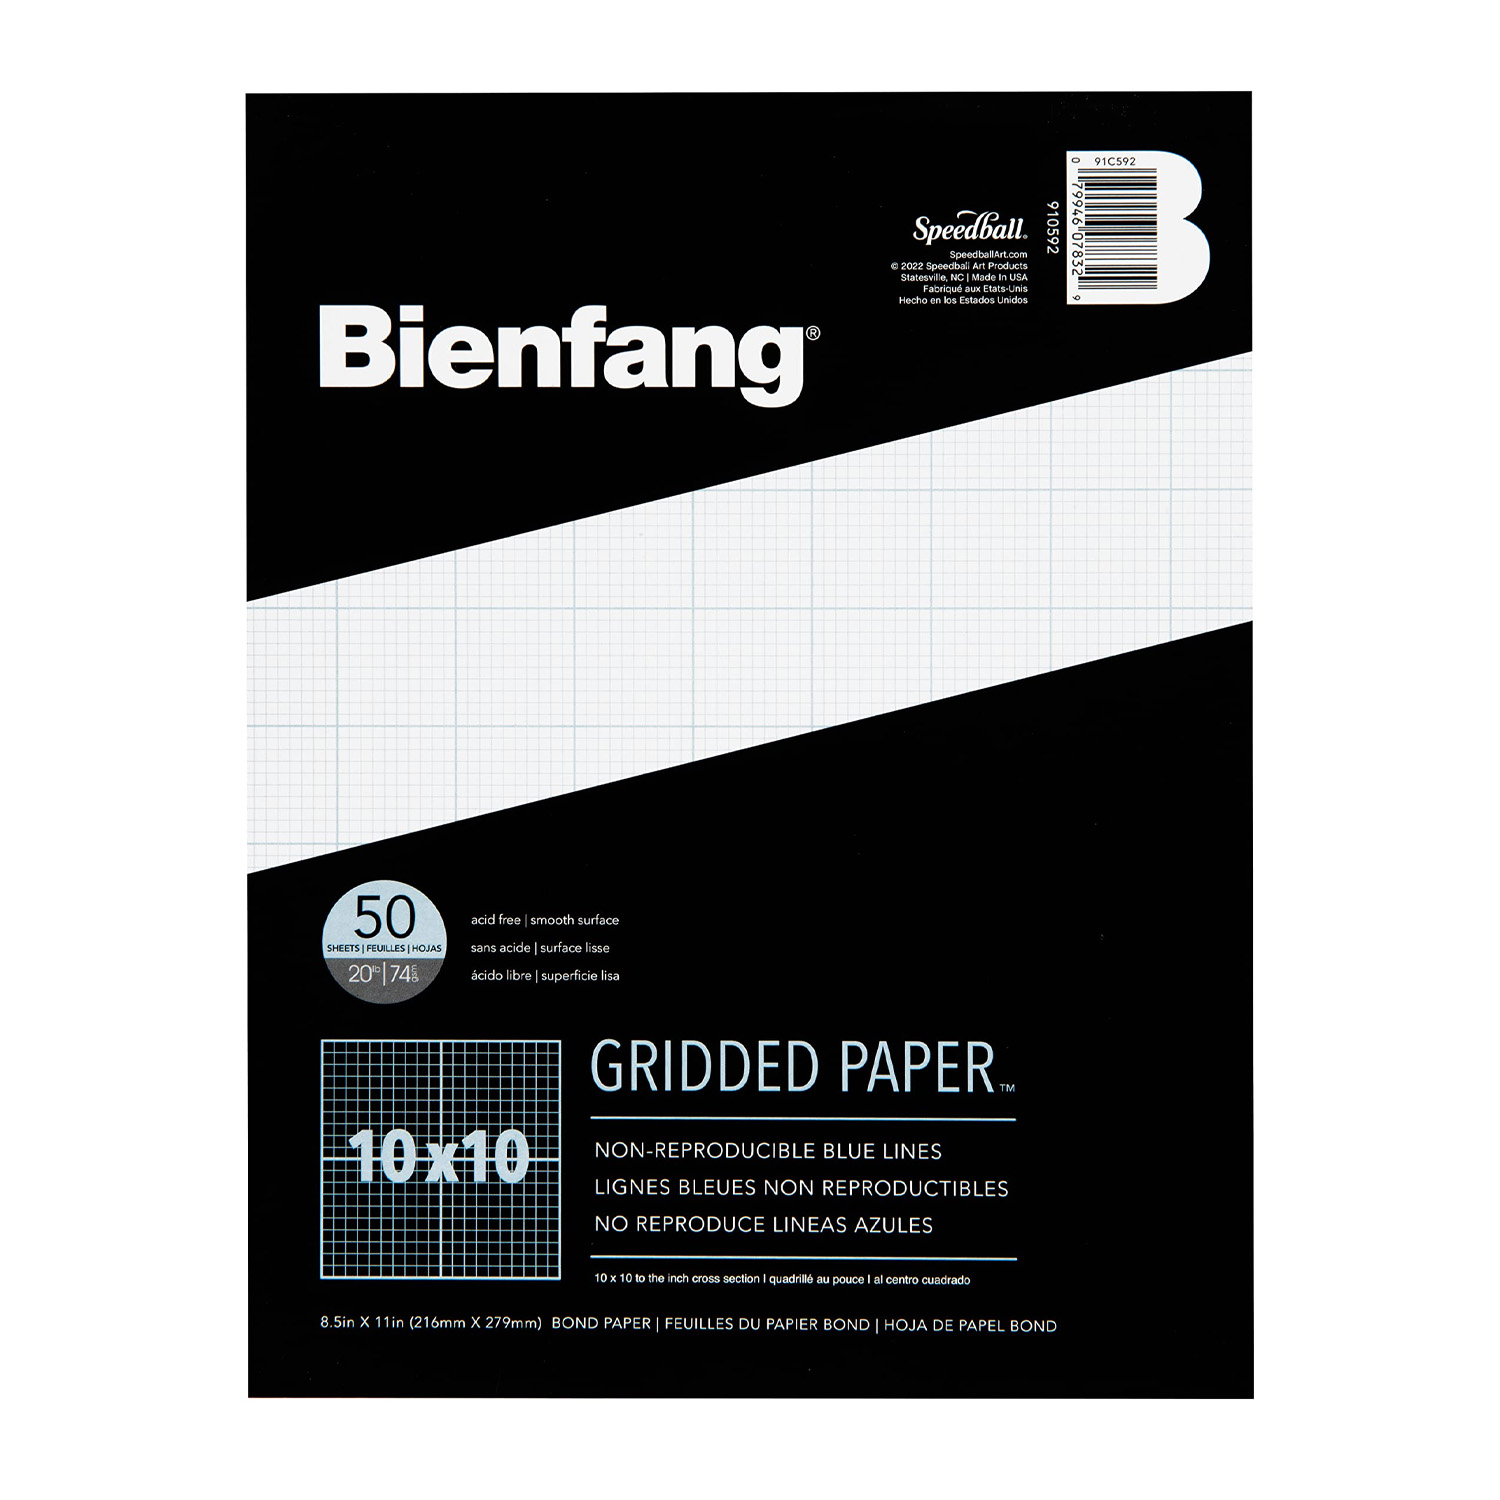 91C592
0 79946 07832 9
910592
Speedball®
SpeedballArt.com
© 2022 Speedball Art Products
Statesville, NC | Made In USA
Fabriqué aux Etats-Unis
Hecho en los Estados Unidos
Bienfang®
50
SHEETS | FEUILLES | HOJAS
20lb | 74gsm
acid free | smooth surface
sans acide | surface lisse
ácido libre | superficie lisa
10x10
GRIDDED PAPER™
NON-REPRODUCIBLE BLUE LINES
LIGNES BLEUES NON REPRODUCTIBLES
NO REPRODUCE LINEAS AZULES
10 x 10 to the inch cross section | quadrillé au pouce | al centro cuadrado
8.5in X 11in (216mm X 279mm) BOND PAPER | FEUILLES DU PAPIER BOND | HOJA DE PAPEL BOND